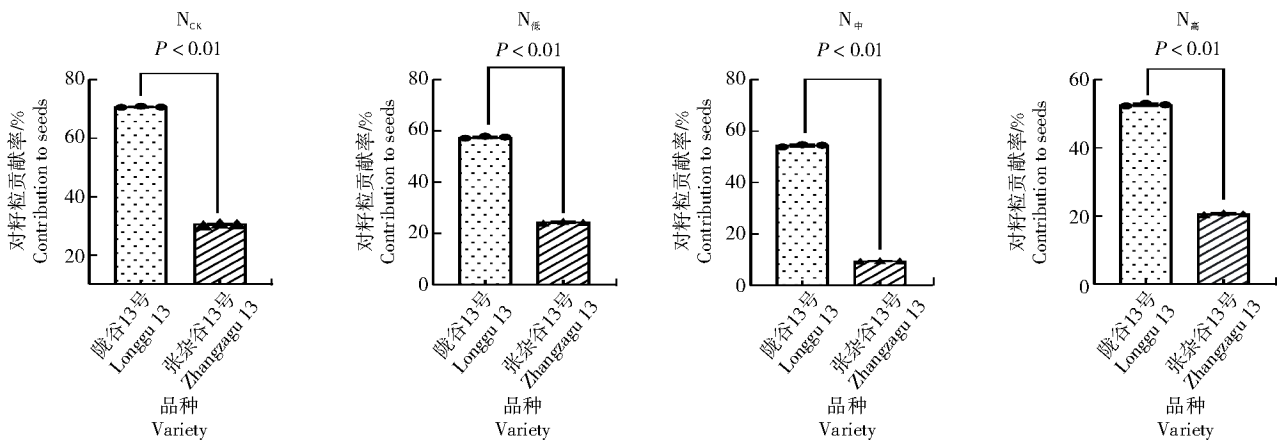 N_CK
P < 0.01
80
60
40
20
对籽粒贡献率/%
Contribution to seeds
陇谷13号
Longgu 13
张杂谷13号
Zhangzagu 13
品种
Variety
N_低
P < 0.01
80
60
40
20
0
对籽粒贡献率/%
Contribution to seeds
陇谷13号
Longgu 13
张杂谷13号
Zhangzagu 13
品种
Variety
N_中
P < 0.01
80
60
40
20
0
对籽粒贡献率/%
Contribution to seeds
陇谷13号
Longgu 13
张杂谷13号
Zhangzagu 13
品种
Variety
N_高
P < 0.01
60
40
20
0
对籽粒贡献率/%
Contribution to seeds
陇谷13号
Longgu 13
张杂谷13号
Zhangzagu 13
品种
Variety